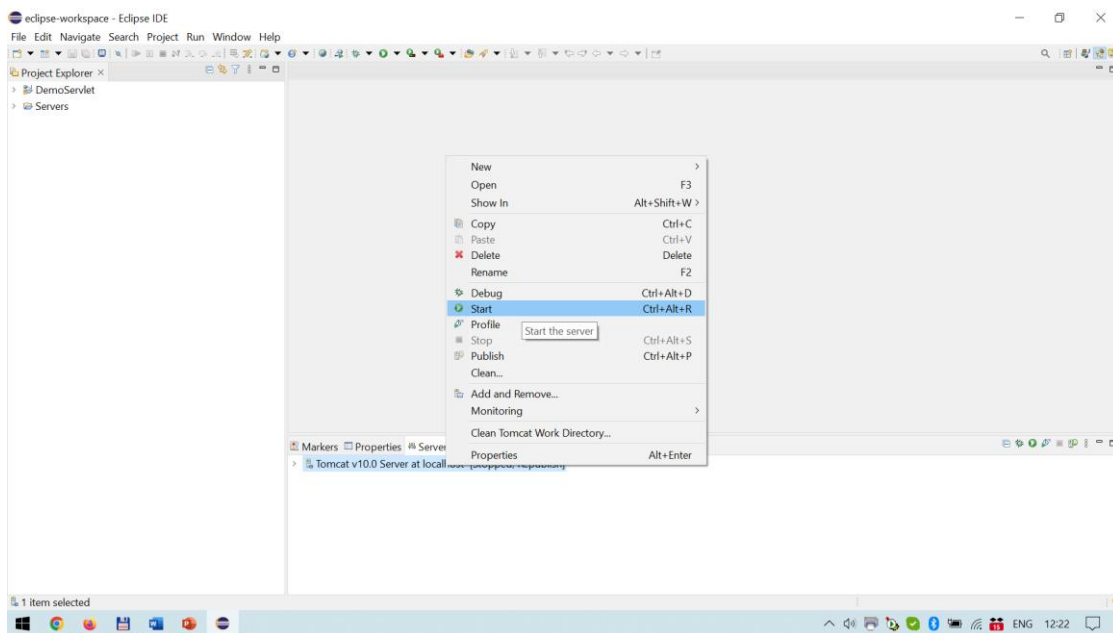 eclipse-workspace - Eclipse IDE
File Edit Navigate Search Project Run Window Help
Project Explorer ×
DemoServlet
Servers
New
Open F3
Show In Alt+Shift+W
Copy Ctrl+C
Paste Ctrl+V
Delete Delete
Rename F2
Debug Ctrl+Alt+D
Start Ctrl+Alt+R
Profile
Start the server
Stop Ctrl+Alt+S
Publish Ctrl+Alt+P
Clean...
Add and Remove...
Monitoring
Clean Tomcat Work Directory...
Properties Alt+Enter
Markers Properties Server
Tomcat v10.0 Server at localhost [Stopped, Republish]
1 item selected
15
ENG 12:22